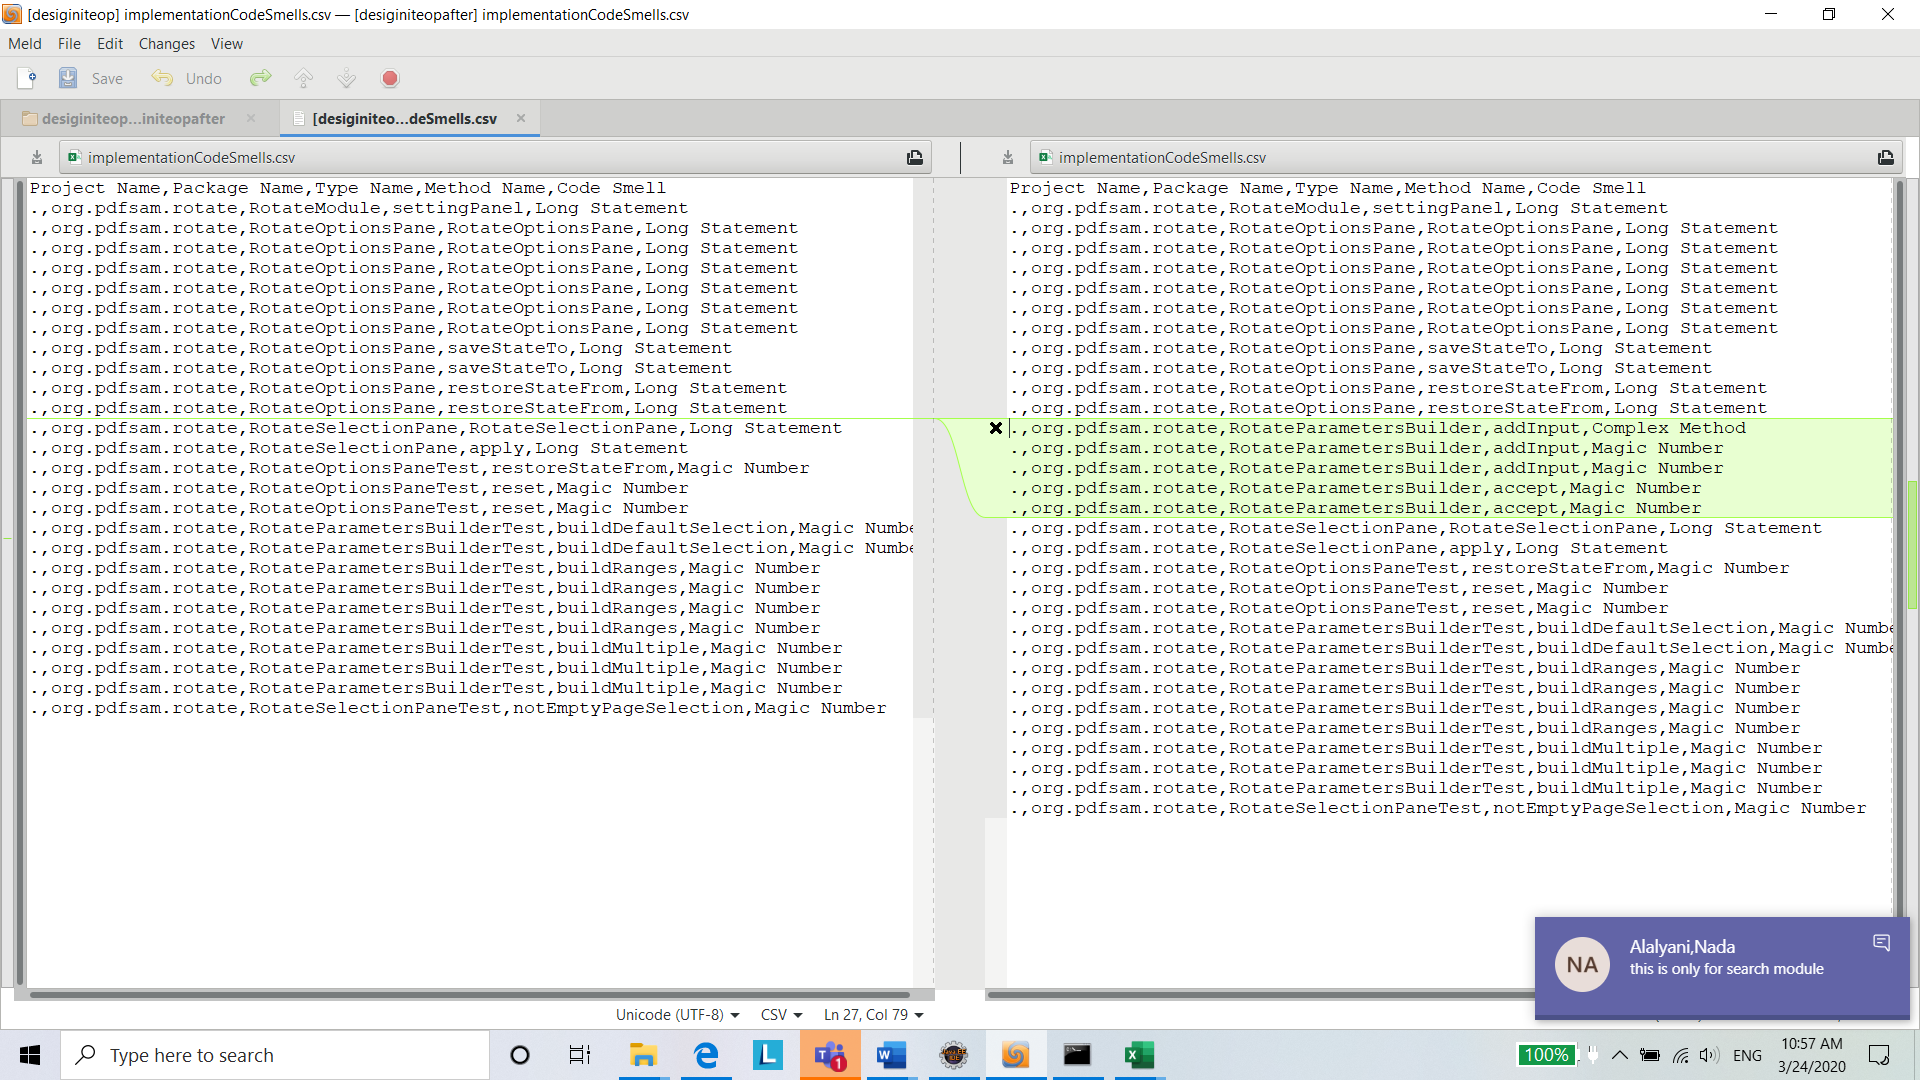 [desiginiteop] implementationCodeSmells.csv — [desiginiteopafter] implementationCodeSmells.csv
Meld File Edit Changes View
Save Undo
desiginiteop...initeopafter
[desiginiteo...deSmells.csv
implementationCodeSmells.csv
Project Name,Package Name,Type Name,Method Name,Code Smell
.,org.pdfsam.rotate,RotateModule,settingPanel,Long Statement
.,org.pdfsam.rotate,RotateOptionsPane,RotateOptionsPane,Long Statement
.,org.pdfsam.rotate,RotateOptionsPane,RotateOptionsPane,Long Statement
.,org.pdfsam.rotate,RotateOptionsPane,RotateOptionsPane,Long Statement
.,org.pdfsam.rotate,RotateOptionsPane,RotateOptionsPane,Long Statement
.,org.pdfsam.rotate,RotateOptionsPane,RotateOptionsPane,Long Statement
.,org.pdfsam.rotate,RotateOptionsPane,RotateOptionsPane,Long Statement
.,org.pdfsam.rotate,RotateOptionsPane,saveStateTo,Long Statement
.,org.pdfsam.rotate,RotateOptionsPane,saveStateTo,Long Statement
.,org.pdfsam.rotate,RotateOptionsPane,restoreStateFrom,Long Statement
.,org.pdfsam.rotate,RotateOptionsPane,restoreStateFrom,Long Statement
.,org.pdfsam.rotate,RotateSelectionPane,RotateSelectionPane,Long Statement
.,org.pdfsam.rotate,RotateSelectionPane,apply,Long Statement
.,org.pdfsam.rotate,RotateOptionsPaneTest,restoreStateFrom,Magic Number
.,org.pdfsam.rotate,RotateOptionsPaneTest,reset,Magic Number
.,org.pdfsam.rotate,RotateOptionsPaneTest,reset,Magic Number
.,org.pdfsam.rotate,RotateParametersBuilderTest,buildDefaultSelection,Magic Numbe
.,org.pdfsam.rotate,RotateParametersBuilderTest,buildDefaultSelection,Magic Numbe
.,org.pdfsam.rotate,RotateParametersBuilderTest,buildRanges,Magic Number
.,org.pdfsam.rotate,RotateParametersBuilderTest,buildRanges,Magic Number
.,org.pdfsam.rotate,RotateParametersBuilderTest,buildRanges,Magic Number
.,org.pdfsam.rotate,RotateParametersBuilderTest,buildRanges,Magic Number
.,org.pdfsam.rotate,RotateParametersBuilderTest,buildMultiple,Magic Number
.,org.pdfsam.rotate,RotateParametersBuilderTest,buildMultiple,Magic Number
.,org.pdfsam.rotate,RotateParametersBuilderTest,buildMultiple,Magic Number
.,org.pdfsam.rotate,RotateSelectionPaneTest,notEmptyPageSelection,Magic Number
implementationCodeSmells.csv
Project Name,Package Name,Type Name,Method Name,Code Smell
.,org.pdfsam.rotate,RotateModule,settingPanel,Long Statement
.,org.pdfsam.rotate,RotateOptionsPane,RotateOptionsPane,Long Statement
.,org.pdfsam.rotate,RotateOptionsPane,RotateOptionsPane,Long Statement
.,org.pdfsam.rotate,RotateOptionsPane,RotateOptionsPane,Long Statement
.,org.pdfsam.rotate,RotateOptionsPane,RotateOptionsPane,Long Statement
.,org.pdfsam.rotate,RotateOptionsPane,RotateOptionsPane,Long Statement
.,org.pdfsam.rotate,RotateOptionsPane,RotateOptionsPane,Long Statement
.,org.pdfsam.rotate,RotateOptionsPane,saveStateTo,Long Statement
.,org.pdfsam.rotate,RotateOptionsPane,saveStateTo,Long Statement
.,org.pdfsam.rotate,RotateOptionsPane,restoreStateFrom,Long Statement
.,org.pdfsam.rotate,RotateOptionsPane,restoreStateFrom,Long Statement
.,org.pdfsam.rotate,RotateParametersBuilder,addInput,Complex Method
.,org.pdfsam.rotate,RotateParametersBuilder,addInput,Magic Number
.,org.pdfsam.rotate,RotateParametersBuilder,addInput,Magic Number
.,org.pdfsam.rotate,RotateParametersBuilder,accept,Magic Number
.,org.pdfsam.rotate,RotateParametersBuilder,accept,Magic Number
.,org.pdfsam.rotate,RotateSelectionPane,RotateSelectionPane,Long Statement
.,org.pdfsam.rotate,RotateSelectionPane,apply,Long Statement
.,org.pdfsam.rotate,RotateOptionsPaneTest,restoreStateFrom,Magic Number
.,org.pdfsam.rotate,RotateOptionsPaneTest,reset,Magic Number
.,org.pdfsam.rotate,RotateOptionsPaneTest,reset,Magic Number
.,org.pdfsam.rotate,RotateParametersBuilderTest,buildDefaultSelection,Magic Numbe
.,org.pdfsam.rotate,RotateParametersBuilderTest,buildDefaultSelection,Magic Numbe
.,org.pdfsam.rotate,RotateParametersBuilderTest,buildRanges,Magic Number
.,org.pdfsam.rotate,RotateParametersBuilderTest,buildRanges,Magic Number
.,org.pdfsam.rotate,RotateParametersBuilderTest,buildRanges,Magic Number
.,org.pdfsam.rotate,RotateParametersBuilderTest,buildRanges,Magic Number
.,org.pdfsam.rotate,RotateParametersBuilderTest,buildMultiple,Magic Number
.,org.pdfsam.rotate,RotateParametersBuilderTest,buildMultiple,Magic Number
.,org.pdfsam.rotate,RotateParametersBuilderTest,buildMultiple,Magic Number
.,org.pdfsam.rotate,RotateSelectionPaneTest,notEmptyPageSelection,Magic Number
NA
Alalyani,Nada
this is only for search module
Unicode (UTF-8) CSV Ln 27, Col 79
Type here to search
1
100%
ENG
10:57 AM
3/24/2020